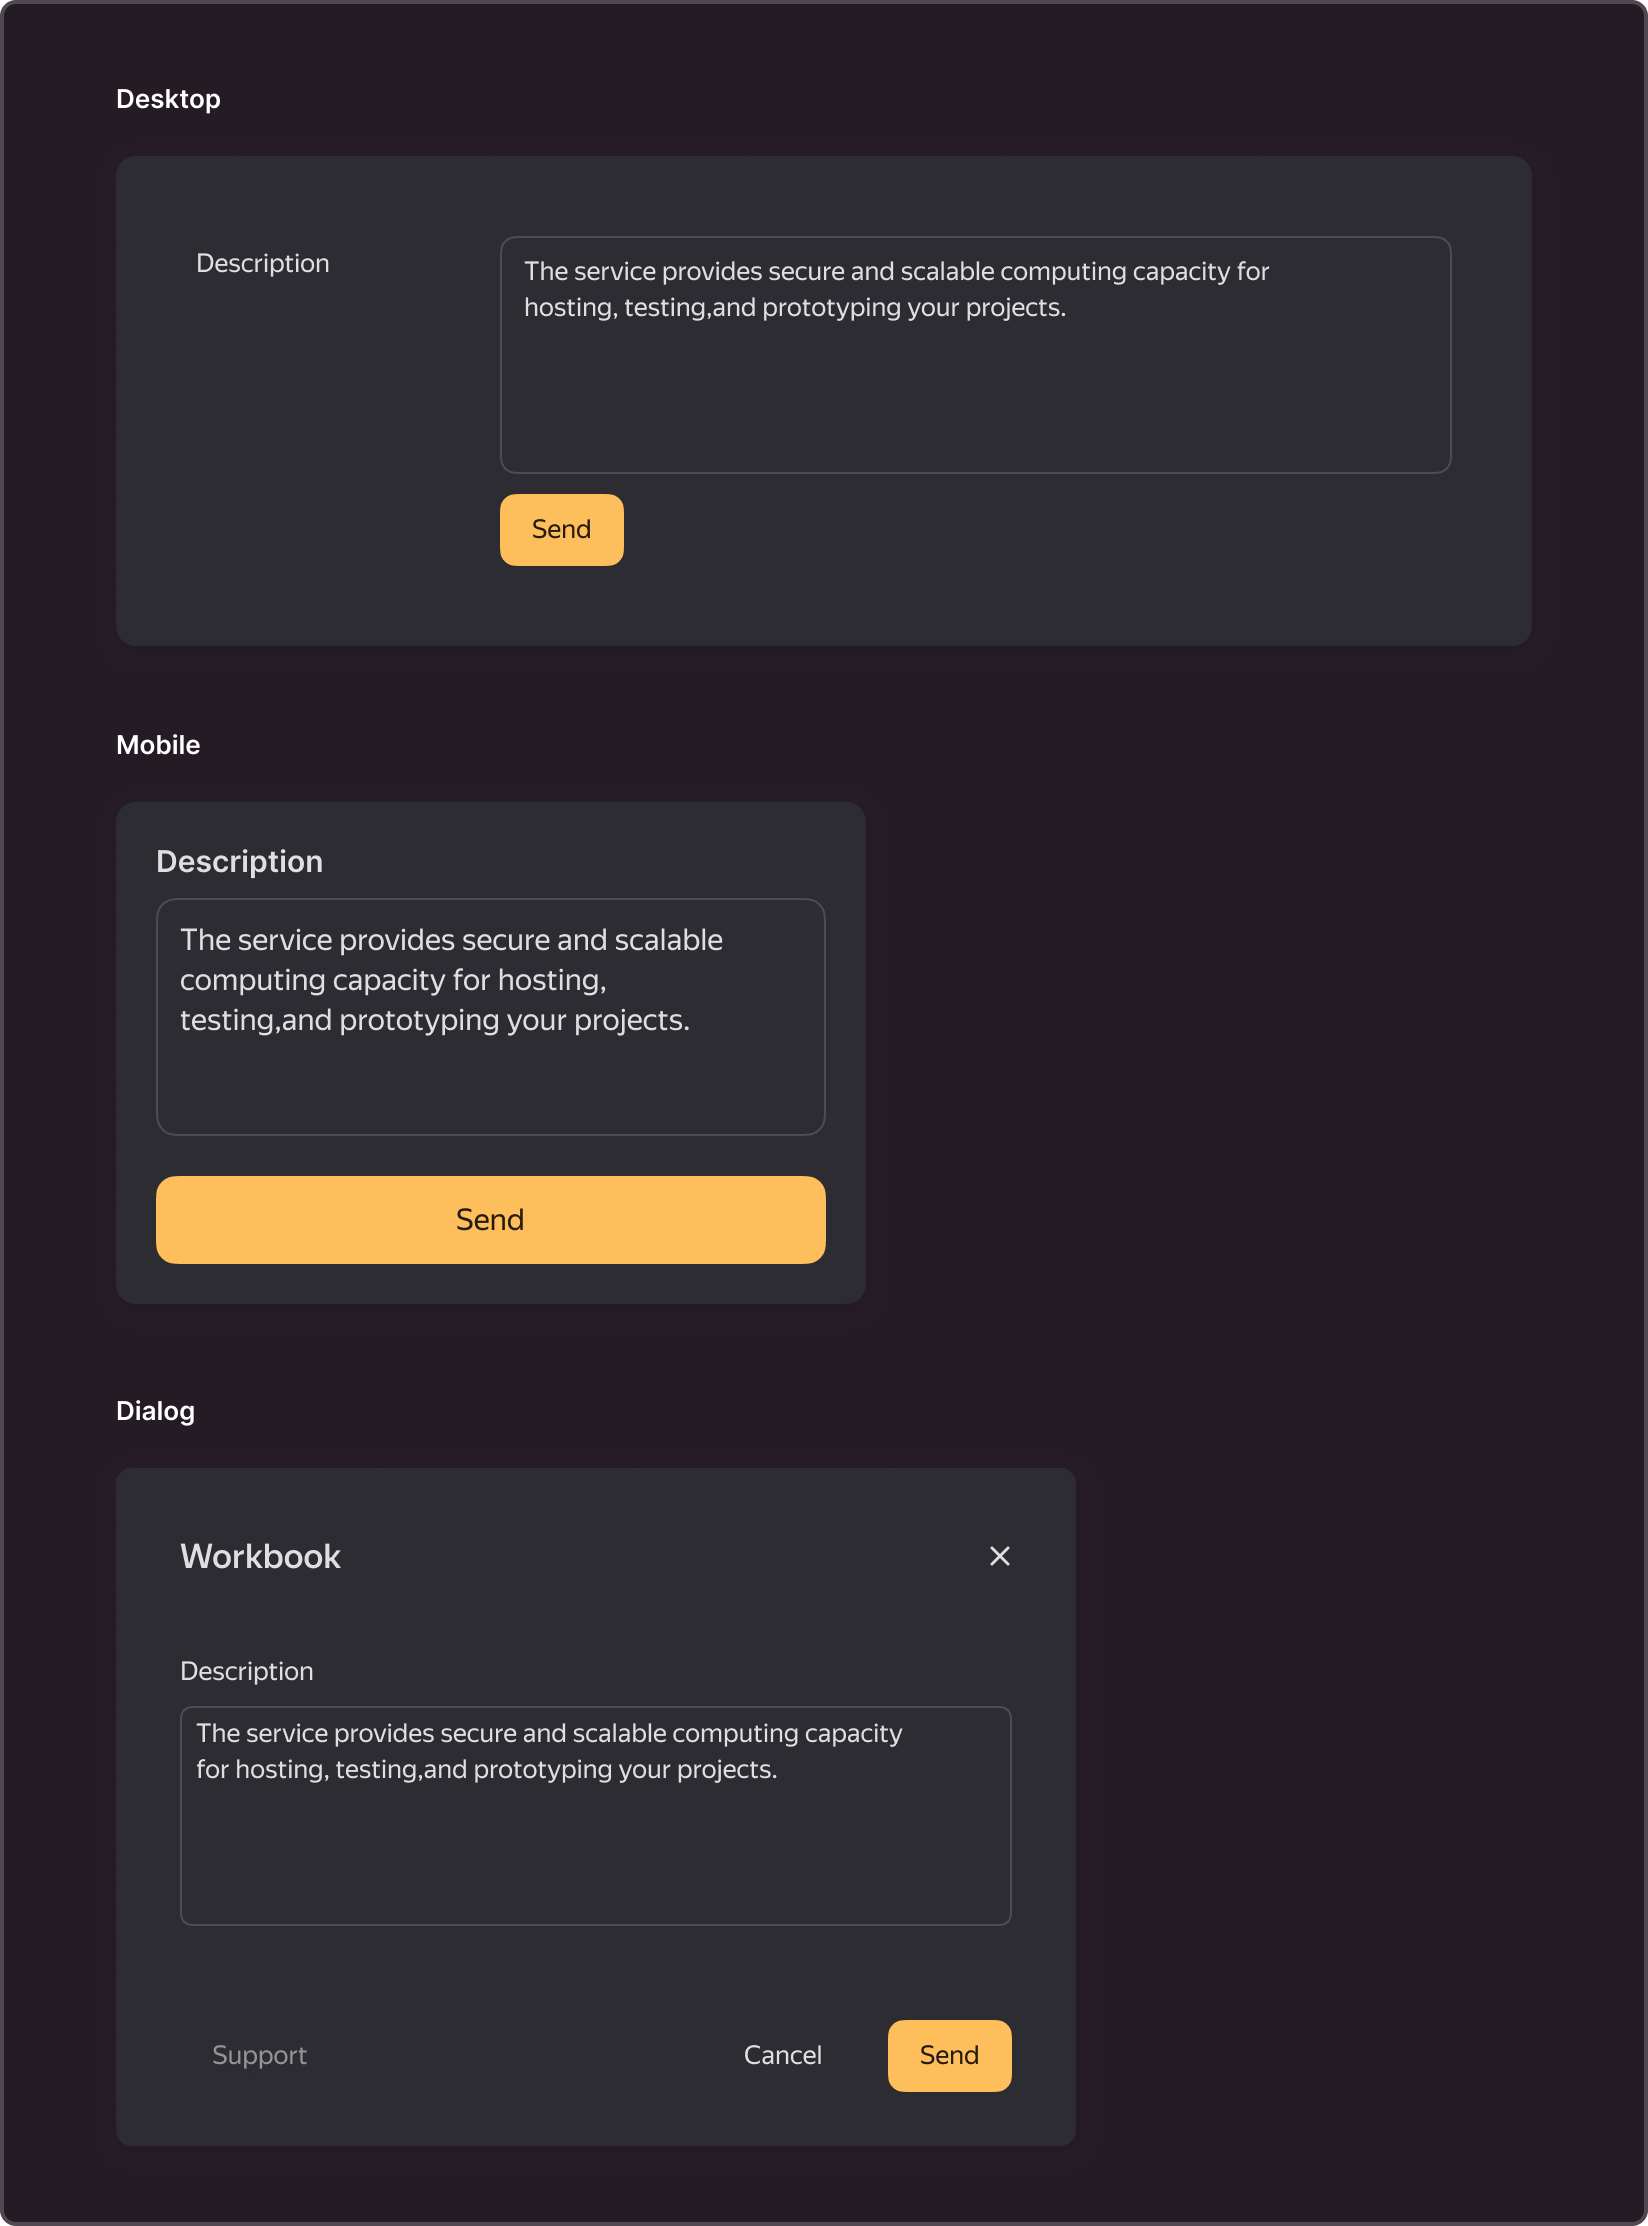 Desktop
Description
The service provides secure and scalable computing capacity for
hosting, testing,and prototyping your projects.
Send
Mobile
Description
The service provides secure and scalable
computing capacity for hosting,
testing,and prototyping your projects.
Send
Dialog
Workbook
Description
The service provides secure and scalable computing capacity
for hosting, testing,and prototyping your projects.
Support Cancel Send